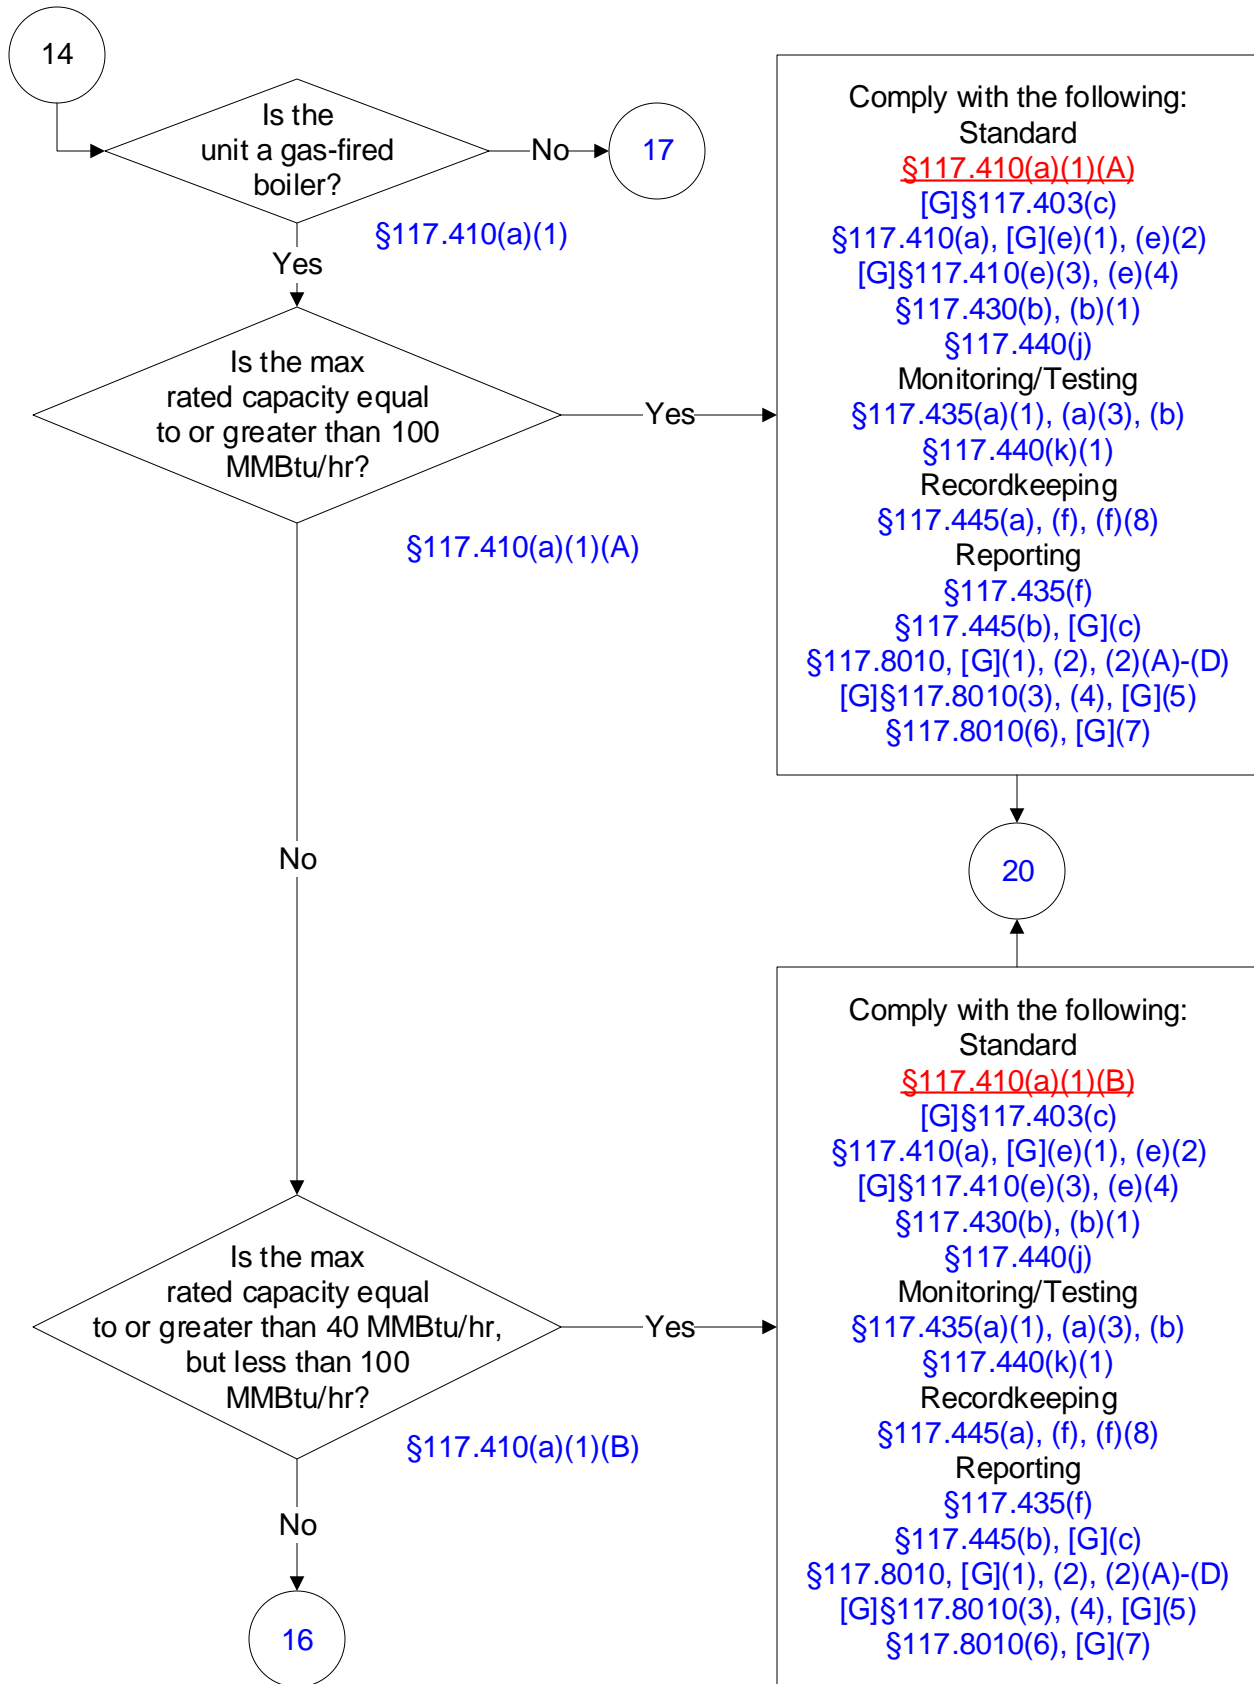 14
Is the
unit a gas-fired
boiler?
No
17
§117.410(a)(1)
Yes
Is the max
rated capacity equal
to or greater than 100
MMBtu/hr?
Yes
§117.410(a)(1)(A)
Comply with the following:
Standard
§117.410(a)(1)(A)
[G]§117.403(c)
§117.410(a), [G](e)(1), (e)(2)
[G]§117.410(e)(3), (e)(4)
§117.430(b), (b)(1)
§117.440(j)
Monitoring/Testing
§117.435(a)(1), (a)(3), (b)
§117.440(k)(1)
Recordkeeping
§117.445(a), (f), (f)(8)
Reporting
§117.435(f)
§117.445(b), [G](c)
§117.8010, [G](1), (2), (2)(A)-(D)
[G]§117.8010(3), (4), [G](5)
§117.8010(6), [G](7)
No
20
Is the max
rated capacity equal
to or greater than 40 MMBtu/hr,
but less than 100
MMBtu/hr?
Yes
§117.410(a)(1)(B)
No
16
Comply with the following:
Standard
§117.410(a)(1)(B)
[G]§117.403(c)
§117.410(a), [G](e)(1), (e)(2)
[G]§117.410(e)(3), (e)(4)
§117.430(b), (b)(1)
§117.440(j)
Monitoring/Testing
§117.435(a)(1), (a)(3), (b)
§117.440(k)(1)
Recordkeeping
§117.445(a), (f), (f)(8)
Reporting
§117.435(f)
§117.445(b), [G](c)
§117.8010, [G](1), (2), (2)(A)-(D)
[G]§117.8010(3), (4), [G](5)
§117.8010(6), [G](7)